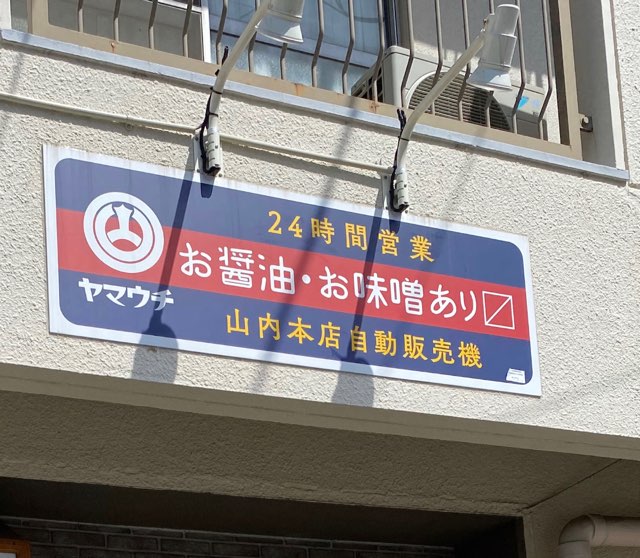 24時間営業
お醤油・お味噌あり〼
ヤマウチ
山内本店自動販売機